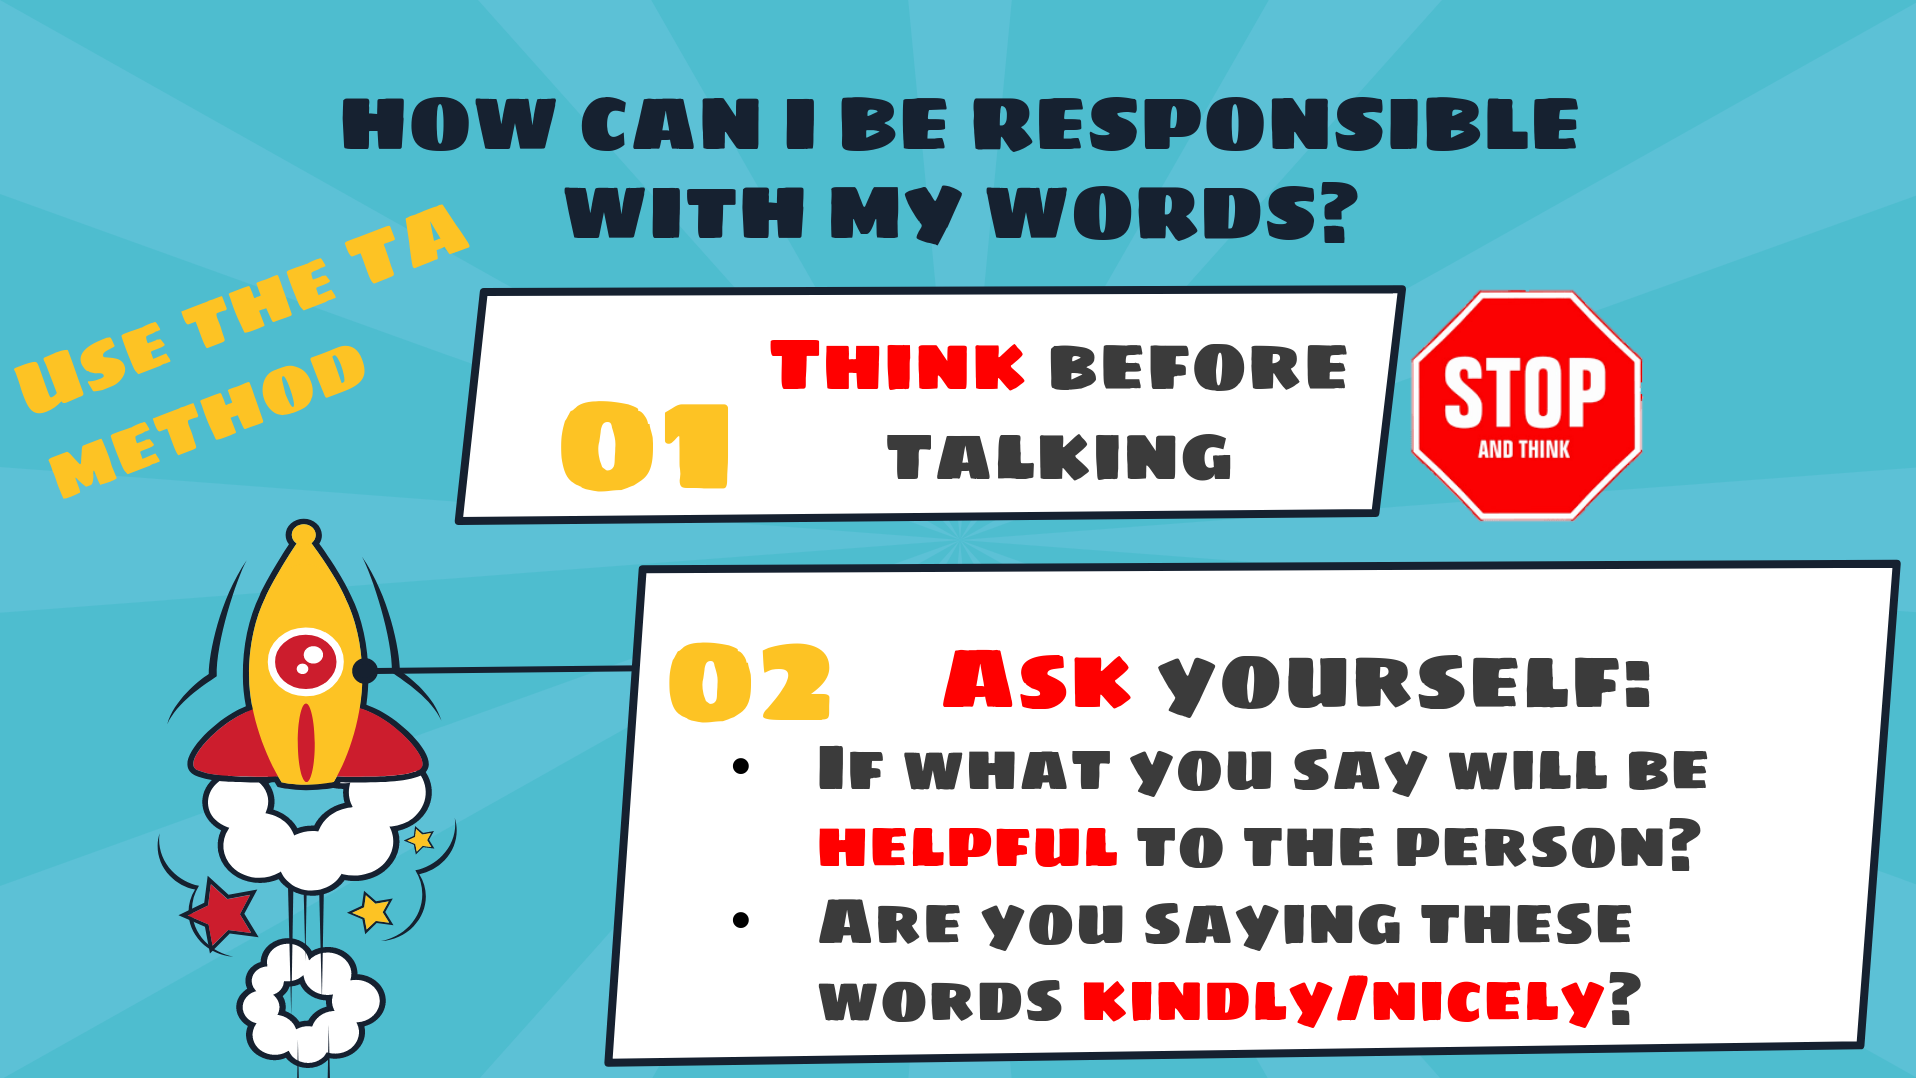 HOW CAN I BE RESPONSIBLE
WITH MY WORDS?
USE THE TA
METHOD
01
THINK BEFORE
TALKING
STOP
AND THINK
02
ASK YOURSELF:
• IF WHAT YOU SAY WILL BE
HELPFUL TO THE PERSON?
• ARE YOU SAYING THESE
WORDS KINDLY/NICELY?